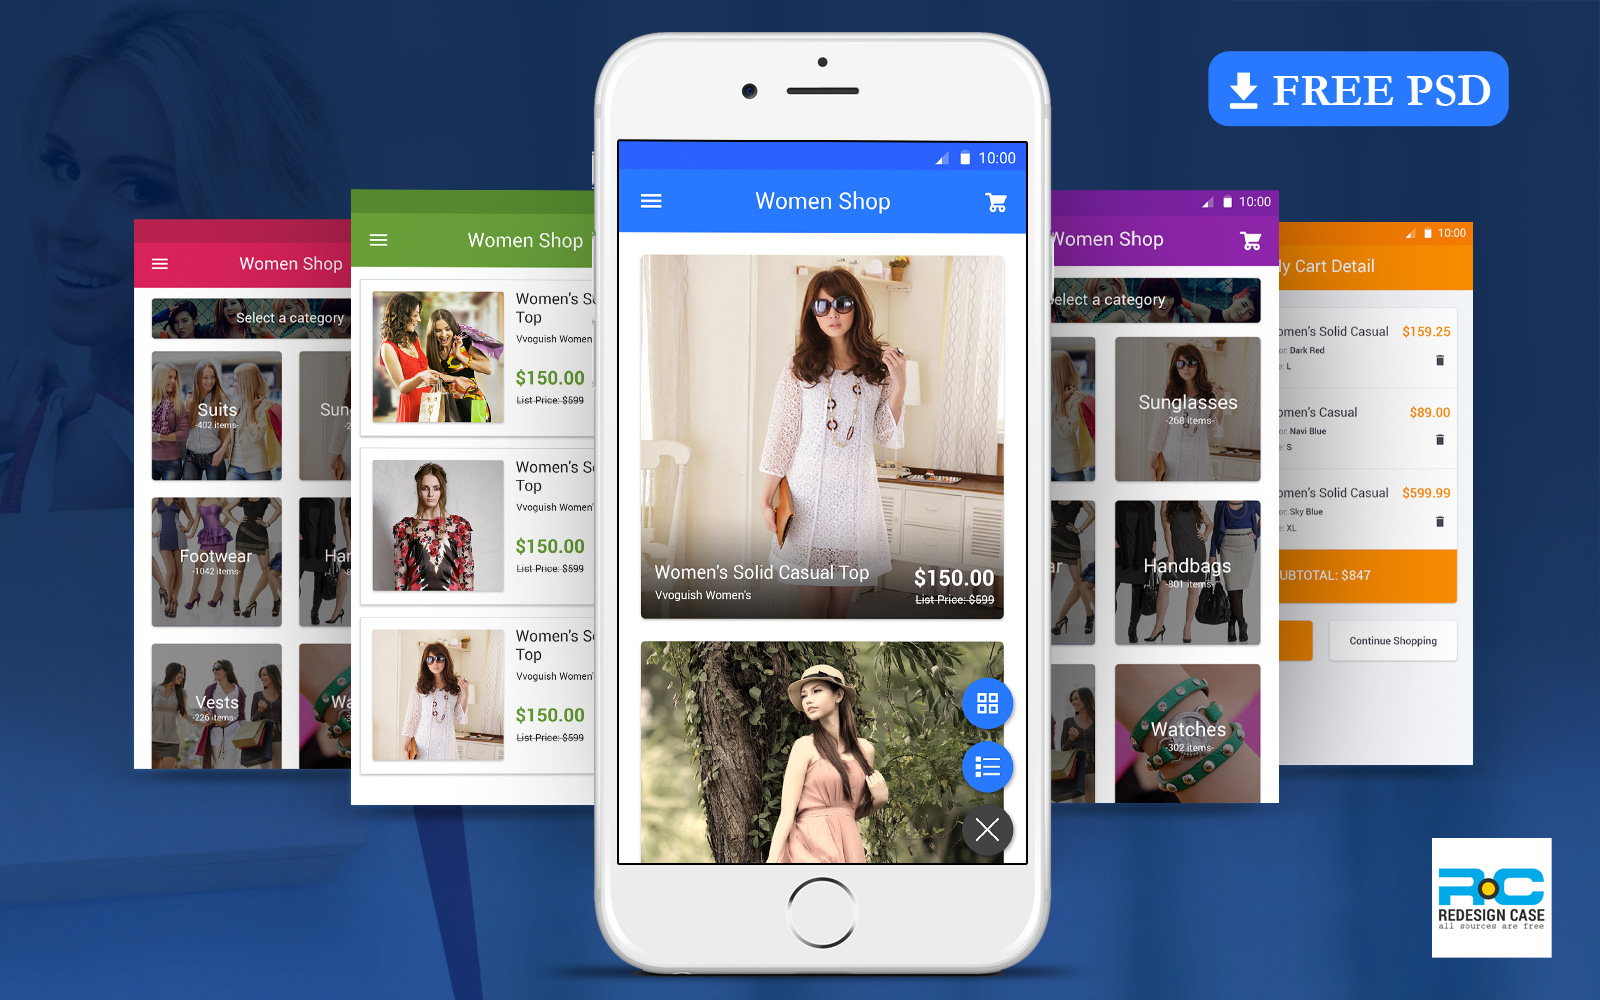 FREE PSD
Women Shop
Select a category
Suits
-402 items-
Footwear
-1042 items-
Vests
-226 items-
Women Shop
Women's
Top
Vvoguish Women
$150.00
List Price: $599
Women's
Top
Vvoguish Women'
$150.00
List Price: $599
Women's
Top
Vvoguish Women'
$150.00
List Price: $599
10:00
Women Shop
Women's Solid Casual Top
Vvoguish Women's
$150.00
List Price: $599
10:00
Women Shop
Select a category
Sunglasses
-268 items-
Handbags
-801 items-
Watches
-302 items-
10:00
My Cart Detail
omen's Solid Casual $159.25
or: Dark Red
e: L
omen's Casual $89.00
or: Navi Blue
e: S
omen's Solid Casual $599.99
or: Sky Blue
e: XL
UBTOTAL: $847
Continue Shopping
RC
REDESIGN CASE
all sources are free